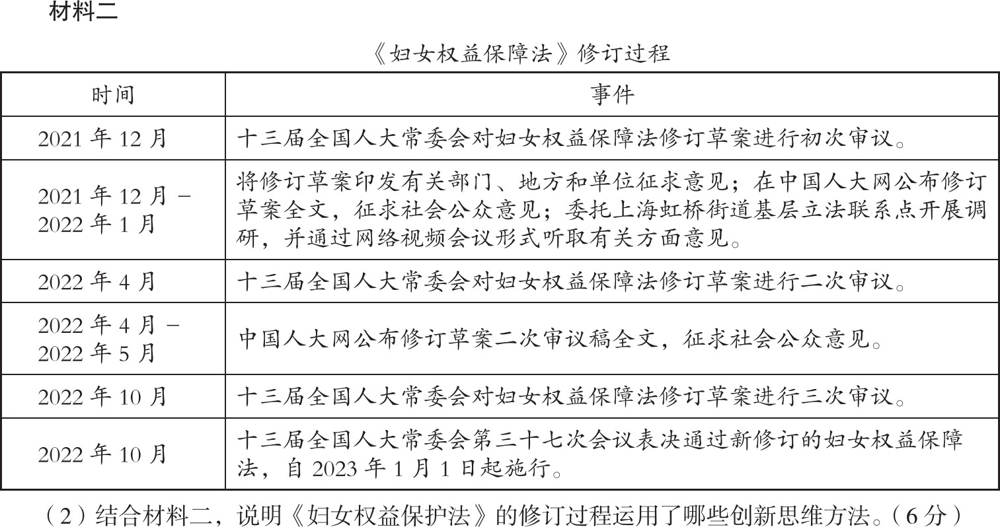 材料二
《妇女权益保障法》修订过程
时间 事件
2021 年 12 月 十三届全国人大常委会对妇女权益保障法修订草案进行初次审议。
2021 年 12 月 –
2022 年 1 月
将修订草案印发有关部门、地方和单位征求意见；在中国人大网公布修订
草案全文，征求社会公众意见；委托上海虹桥街道基层立法联系点开展调
研，并通过网络视频会议形式听取有关方面意见。
2022 年 4 月 十三届全国人大常委会对妇女权益保障法修订草案进行二次审议。
2022 年 4 月 –
2022 年 5 月
中国人大网公布修订草案二次审议稿全文，征求社会公众意见。
2022 年 10 月 十三届全国人大常委会对妇女权益保障法修订草案进行三次审议。
2022 年 10 月
十三届全国人大常委会第三十七次会议表决通过新修订的妇女权益保障
法，自 2023 年 1 月 1 日起施行。
（2）结合材料二，说明《妇女权益保护法》的修订过程运用了哪些创新思维方法。（6 分）